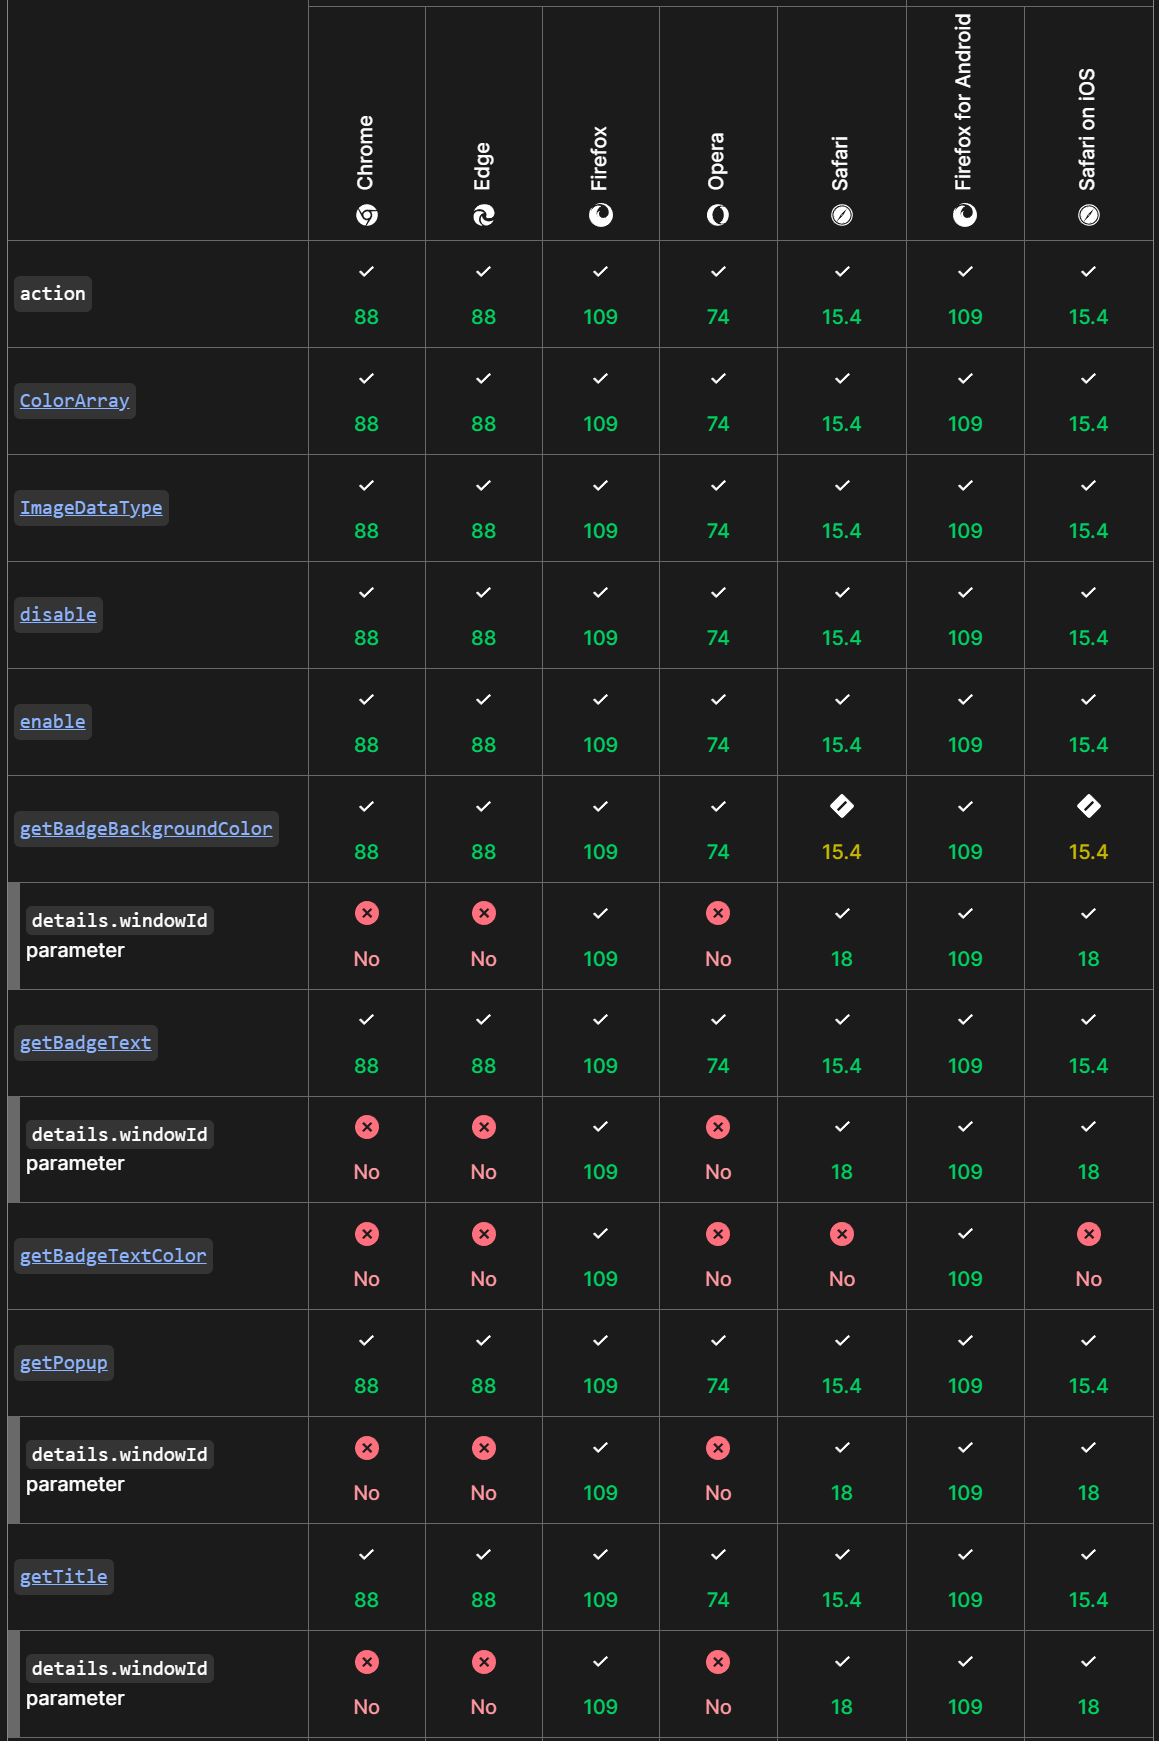 Chrome
Edge
Firefox
Opera
Safari
Firefox for Android
Safari on iOS
action
88 88 109 74 15.4 109 15.4
ColorArray
88 88 109 74 15.4 109 15.4
ImageDataType
88 88 109 74 15.4 109 15.4
disable
88 88 109 74 15.4 109 15.4
enable
88 88 109 74 15.4 109 15.4
getBadgeBackgroundColor
88 88 109 74 15.4 109 15.4
details.windowId
parameter
No No 109 No 18 109 18
getBadgeText
88 88 109 74 15.4 109 15.4
details.windowId
parameter
No No 109 No 18 109 18
getBadgeTextColor
No No 109 No No 109 No
getPopup
88 88 109 74 15.4 109 15.4
details.windowId
parameter
No No 109 No 18 109 18
getTitle
88 88 109 74 15.4 109 15.4
details.windowId
parameter
No No 109 No 18 109 18